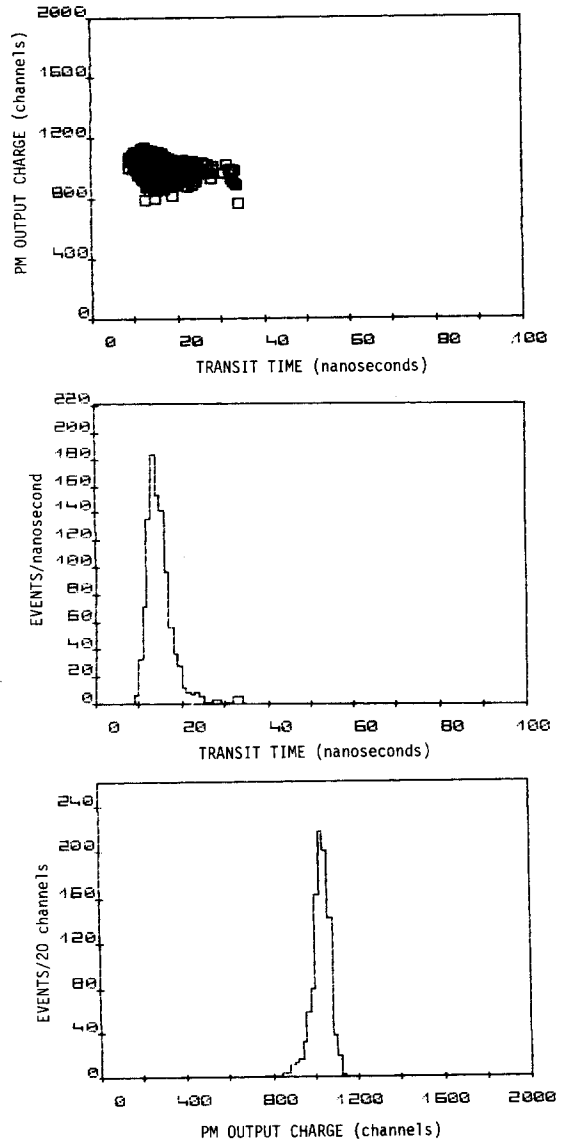 PM OUTPUT CHARGE (channels)
2000
1600
1200
800
400
0
0 20 40 60 80 100
TRANSIT TIME (nanoseconds)
EVENTS/nanosecond
220
200
180
160
140
120
100
80
60
40
20
0
0 20 40 60 80 100
TRANSIT TIME (nanoseconds)
EVENTS/20 channels
240
200
160
120
80
40
0
0 400 800 1200 1600 2000
PM OUTPUT CHARGE (channels)